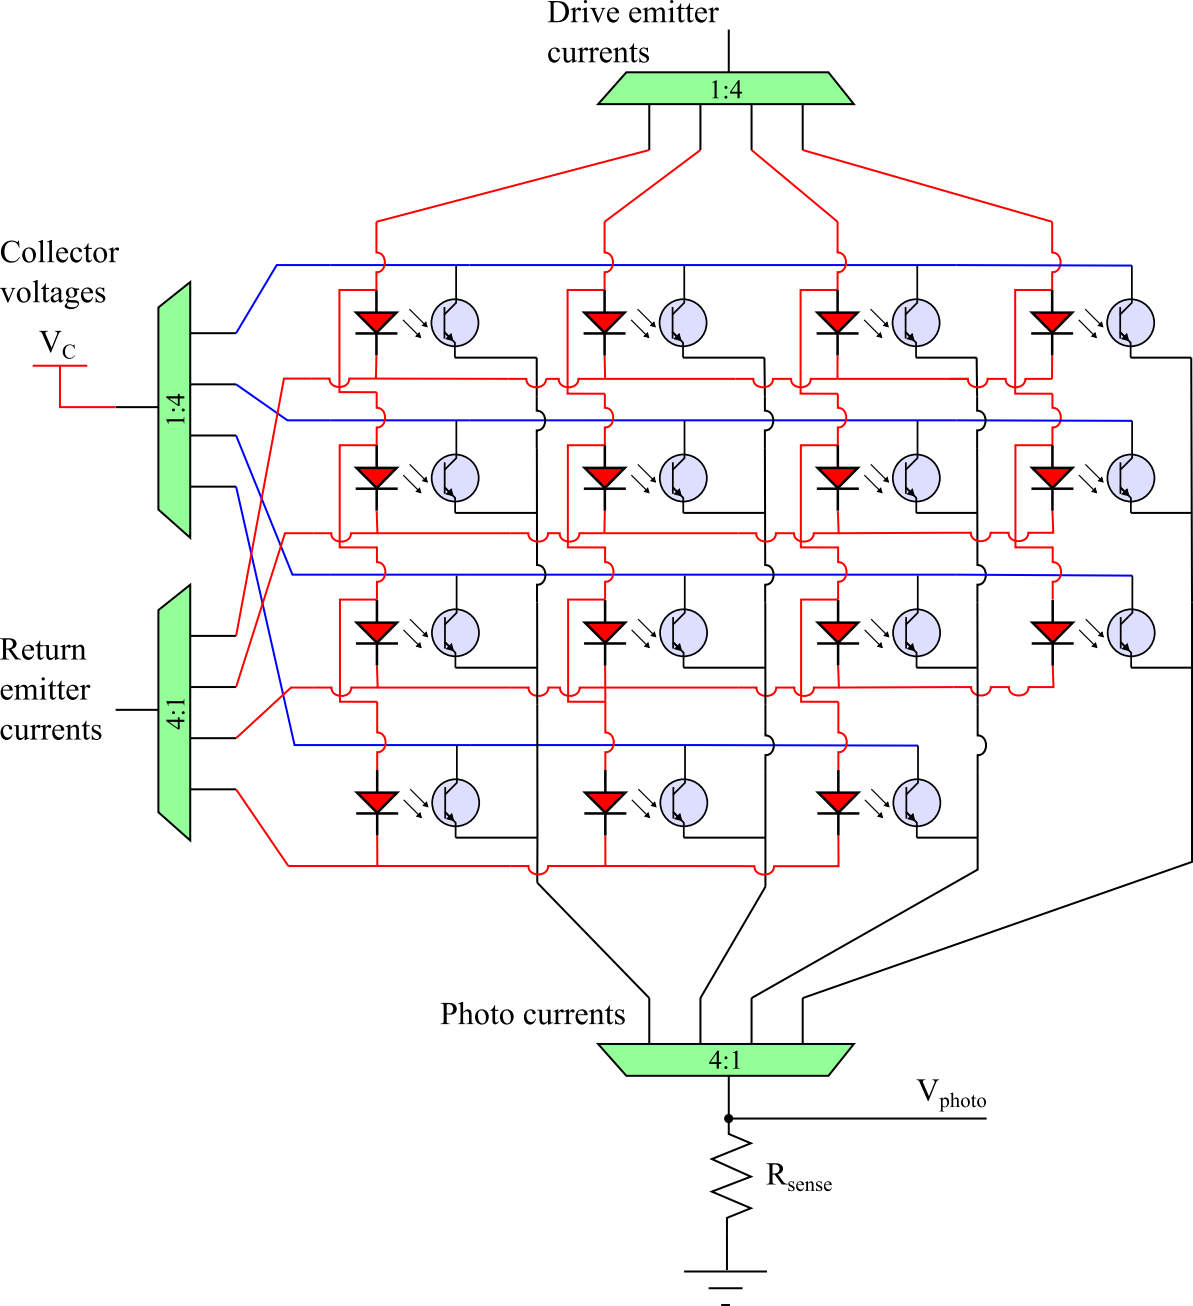 Drive emitter
currents
1:4
Collector
voltages
V_C
1:4
Return
emitter
currents
4:1
Photo currents
4:1
V_photo
R_sense